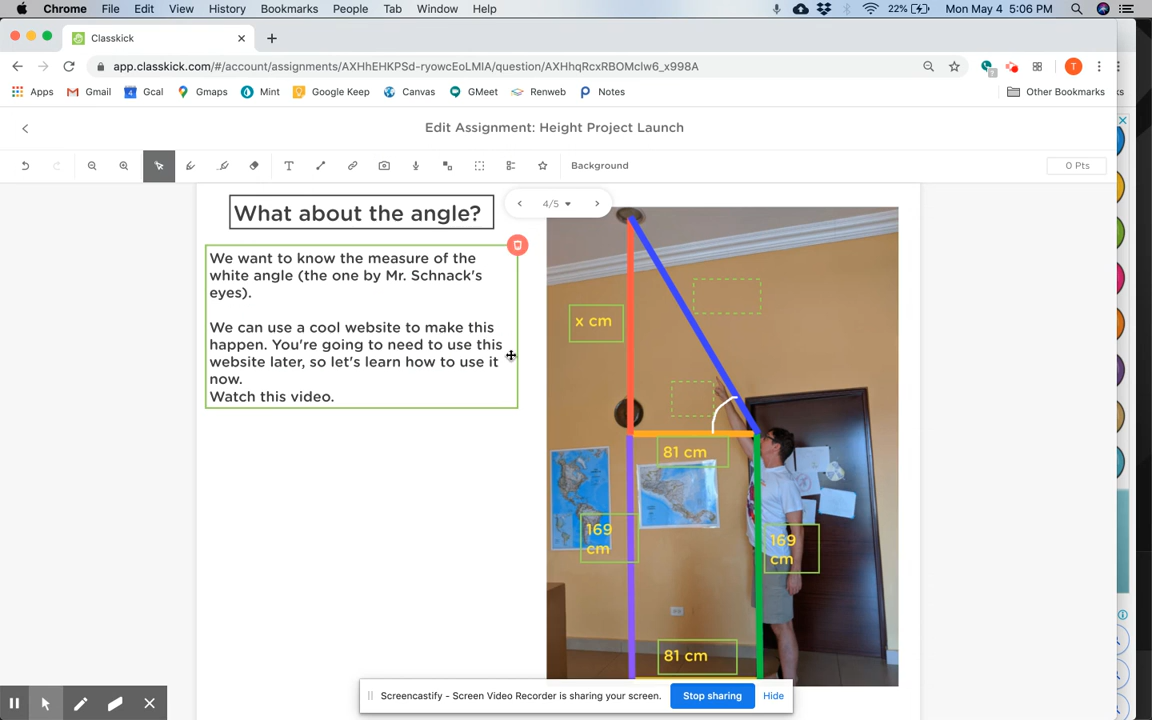 Chrome File Edit View History Bookmarks People Tab Window Help 22% Mon May 4 5:06 PM
Classkick
app.classkick.com/#/account/assignments/AXHhEHKPSd-ryowcEoLMIA/question/AXHhqRcxRBOMclw6_x998A
Apps Gmail Gcal Gmaps Mint Google Keep Canvas GMeet Renweb Notes Other Bookmarks
Edit Assignment: Height Project Launch
Background 0 Pts
4/5
What about the angle?
We want to know the measure of the
white angle (the one by Mr. Schnack's
eyes).
We can use a cool website to make this
happen. You're going to need to use this
website later, so let's learn how to use it
now.
Watch this video.
x cm
81 cm
169
cm
169
cm
81 cm
Screencastify - Screen Video Recorder is sharing your screen. Stop sharing Hide